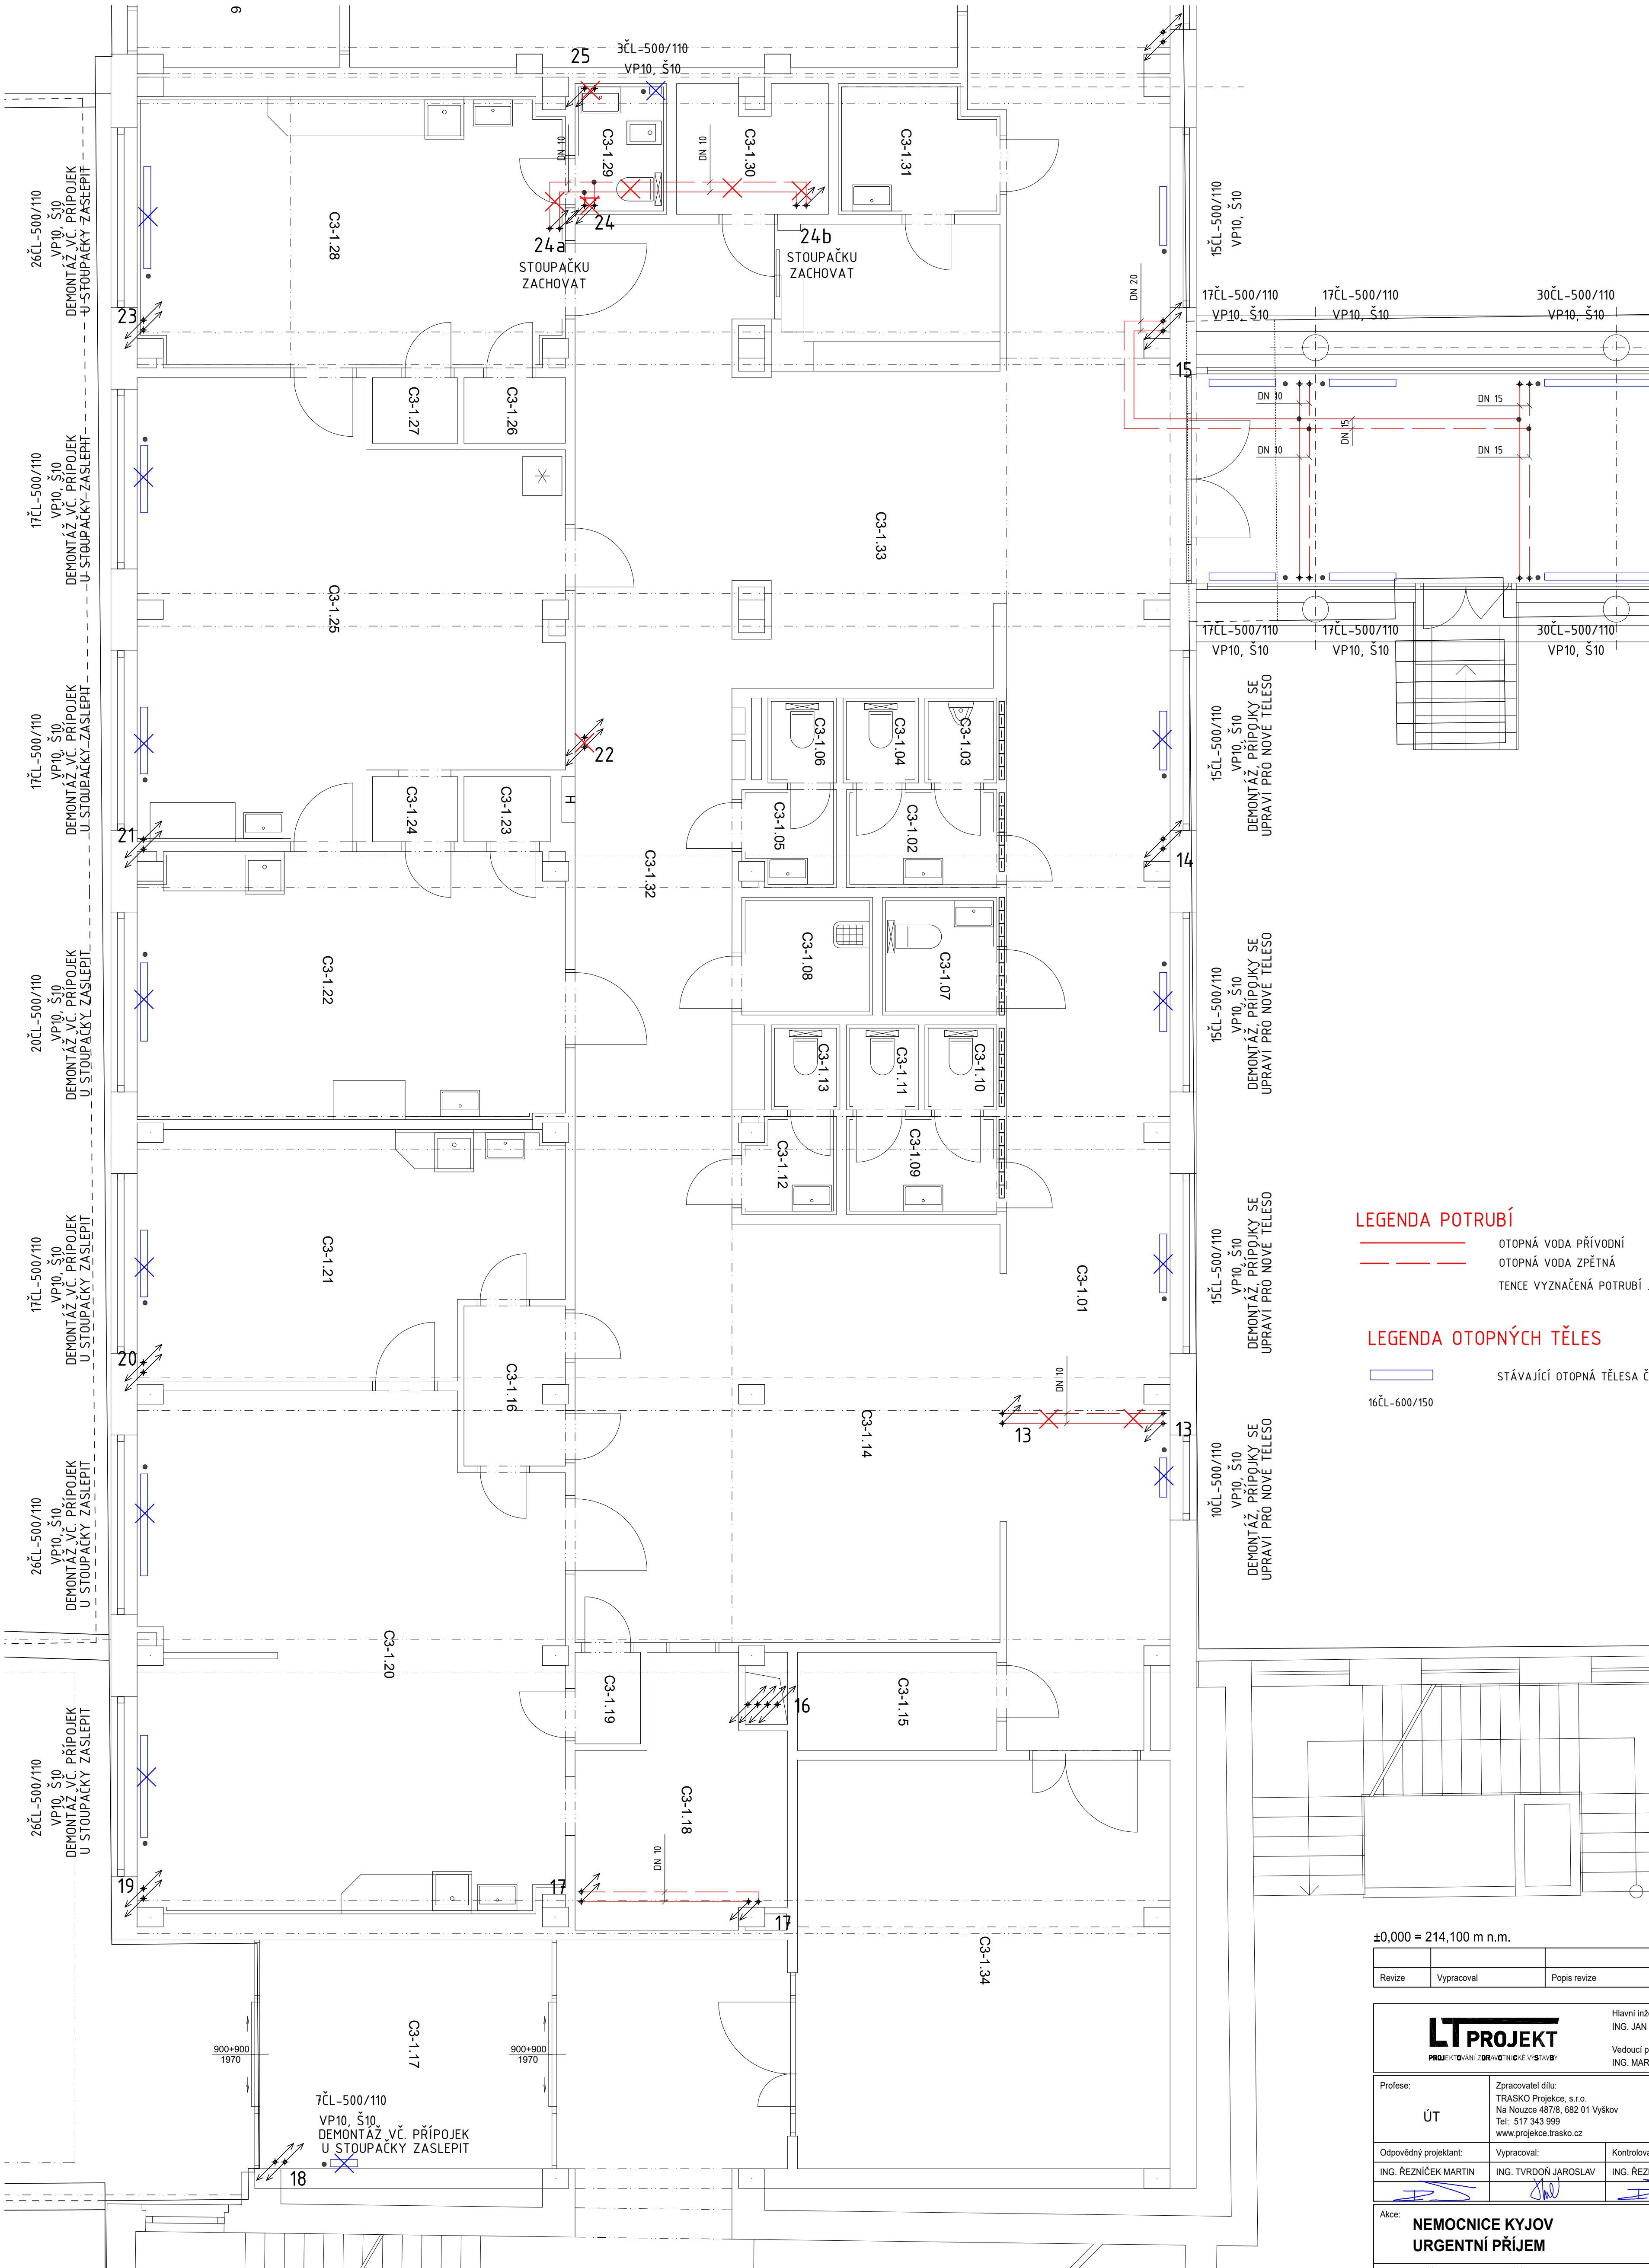 9
25
3ČL-500/110
VP10, Š10
26ČL-500/110
VP10, Š10
DEMONTÁŽ VČ. PŘÍPOJEK
U STOUPAČKY ZASLEPIT
C3-1.28
DN 10
C3-1.29
DN 10
C3-1.30
C3-1.31
24
24a
STOUPAČKU
ZACHOVAT
24b
STOUPAČKU
ZACHOVAT
15ČL-500/110
VP10, Š10
23
DN 20
17ČL-500/110
VP10, Š10
17ČL-500/110
VP10, Š10
30ČL-500/110
VP10, Š10
15
DN 10
DN 15
DN 15
DN 10
DN 15
C3-1.27
C3-1.26
17ČL-500/110
VP10, Š10
DEMONTÁŽ VČ. PŘÍPOJEK
U STOUPAČKY ZASLEPIT
C3-1.33
C3-1.25
17ČL-500/110
VP10, Š10
17ČL-500/110
VP10, Š10
30ČL-500/110
VP10, Š10
17ČL-500/110
VP10, Š10
DEMONTÁŽ VČ. PŘÍPOJEK
U STOUPAČKY ZASLEPIT
22
C3-1.06
C3-1.04
C3-1.03
15ČL-500/110
VP10, Š10
DEMONTÁŽ, PŘÍPOJKY SE
UPRAVÍ PRO NOVÉ TĚLESO
21
C3-1.24
C3-1.23
H
C3-1.05
C3-1.02
14
C3-1.32
20ČL-500/110
VP10, Š10
DEMONTÁŽ VČ. PŘÍPOJEK
U STOUPAČKY ZASLEPIT
C3-1.22
C3-1.08
C3-1.07
15ČL-500/110
VP10, Š10
DEMONTÁŽ, PŘÍPOJKY SE
UPRAVÍ PRO NOVÉ TĚLESO
C3-1.13
C3-1.11
C3-1.10
C3-1.12
C3-1.09
17ČL-500/110
VP10, Š10
DEMONTÁŽ VČ. PŘÍPOJEK
U STOUPAČKY ZASLEPIT
C3-1.21
C3-1.01
15ČL-500/110
VP10, Š10
DEMONTÁŽ, PŘÍPOJKY SE
UPRAVÍ PRO NOVÉ TĚLESO
LEGENDA POTRUBÍ
OTOPNÁ VODA PŘÍVODNÍ
OTOPNÁ VODA ZPĚTNÁ
TENCE VYZNAČENÁ POTRUBÍ
LEGENDA OTOPNÝCH TĚLES
STÁVAJÍCÍ OTOPNÁ TĚLESA Č
16ČL-600/150
20
C3-1.16
DN 10
13
13
C3-1.14
10ČL-500/110
VP10, Š10
DEMONTÁŽ, PŘÍPOJKY SE
UPRAVÍ PRO NOVÉ TĚLESO
26ČL-500/110
VP10, Š10
DEMONTÁŽ VČ. PŘÍPOJEK
U STOUPAČKY ZASLEPIT
C3-1.20
C3-1.19
16
C3-1.15
26ČL-500/110
VP10, Š10
DEMONTÁŽ VČ. PŘÍPOJEK
U STOUPAČKY ZASLEPIT
C3-1.18
DN 10
19
17
17
C3-1.34
C3-1.17
900+900
1970
900+900
1970
7ČL-500/110
VP10, Š10
DEMONTÁŽ VČ. PŘÍPOJEK
U STOUPAČKY ZASLEPIT
18
±0,000 = 214,100 m n.m.
Revize Vypracoval Popis revize
LT PROJEKT
PROJEKTOVÁNÍ ZDRAVOTNICKÉ VÝSTAVBY
Hlavní inž
ING. JAN
Vedoucí p
ING. MAR
Profese:
ÚT
Zpracovatel dílu:
TRASKO Projekce, s.r.o.
Na Nouzce 487/8, 682 01 Vyškov
Tel: 517 343 999
www.projekce.trasko.cz
Odpovědný projektant: Vypracoval: Kontrolova
ING. ŘEZNÍČEK MARTIN ING. TVRDOŇ JAROSLAV ING. ŘEZ
Akce:
NEMOCNICE KYJOV
URGENTNÍ PŘÍJEM